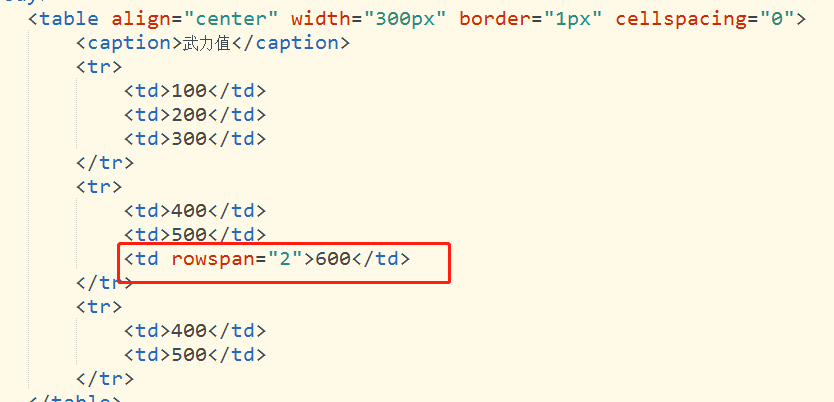 <table align="center" width="300px" border="1px" cellspacing="0">
<caption>武力值</caption>
<tr>
<td>100</td>
<td>200</td>
<td>300</td>
</tr>
<tr>
<td>400</td>
<td>500</td>
<td rowspan="2">600</td>
</tr>
<tr>
<td>400</td>
<td>500</td>
</tr>
</table>